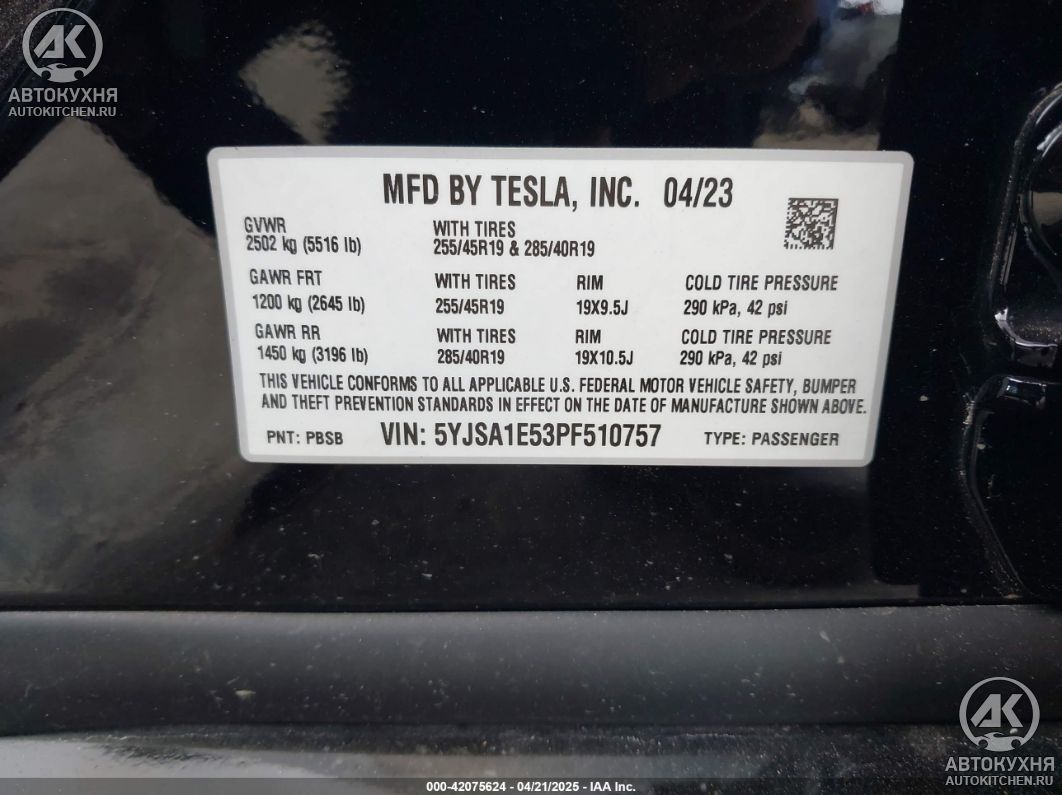 AK
АВТОКУХНЯ
AUTOKITCHEN.RU
MFD BY TESLA, INC. 04/23
GVWR
2502 kg (5516 lb)
WITH TIRES
255/45R19 & 285/40R19
GAWR FRT
1200 kg (2645 lb)
WITH TIRES
255/45R19
RIM
19X9.5J
COLD TIRE PRESSURE
290 kPa, 42 psi
GAWR RR
1450 kg (3196 lb)
WITH TIRES
285/40R19
RIM
19X10.5J
COLD TIRE PRESSURE
290 kPa, 42 psi
THIS VEHICLE CONFORMS TO ALL APPLICABLE U.S. FEDERAL MOTOR VEHICLE SAFETY, BUMPER
AND THEFT PREVENTION STANDARDS IN EFFECT ON THE DATE OF MANUFACTURE SHOWN ABOVE.
PNT: PBSB VIN: 5YJSA1E53PF510757 TYPE: PASSENGER
AK
АВТОКУХНЯ
AUTOKITCHEN.RU
000-42075624 - 04/21/2025 - IAA Inc.